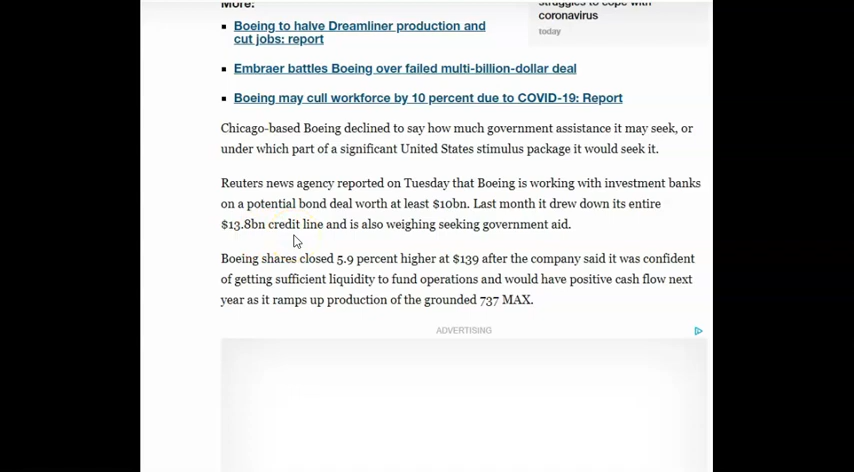 More:
struggles to cope with
coronavirus
today
Boeing to halve Dreamliner production and
cut jobs: report
Embraer battles Boeing over failed multi-billion-dollar deal
Boeing may cull workforce by 10 percent due to COVID-19: Report
Chicago-based Boeing declined to say how much government assistance it may seek, or
under which part of a significant United States stimulus package it would seek it.
Reuters news agency reported on Tuesday that Boeing is working with investment banks
on a potential bond deal worth at least $10bn. Last month it drew down its entire
$13.8bn credit line and is also weighing seeking government aid.
Boeing shares closed 5.9 percent higher at $139 after the company said it was confident
of getting sufficient liquidity to fund operations and would have positive cash flow next
year as it ramps up production of the grounded 737 MAX.
ADVERTISING